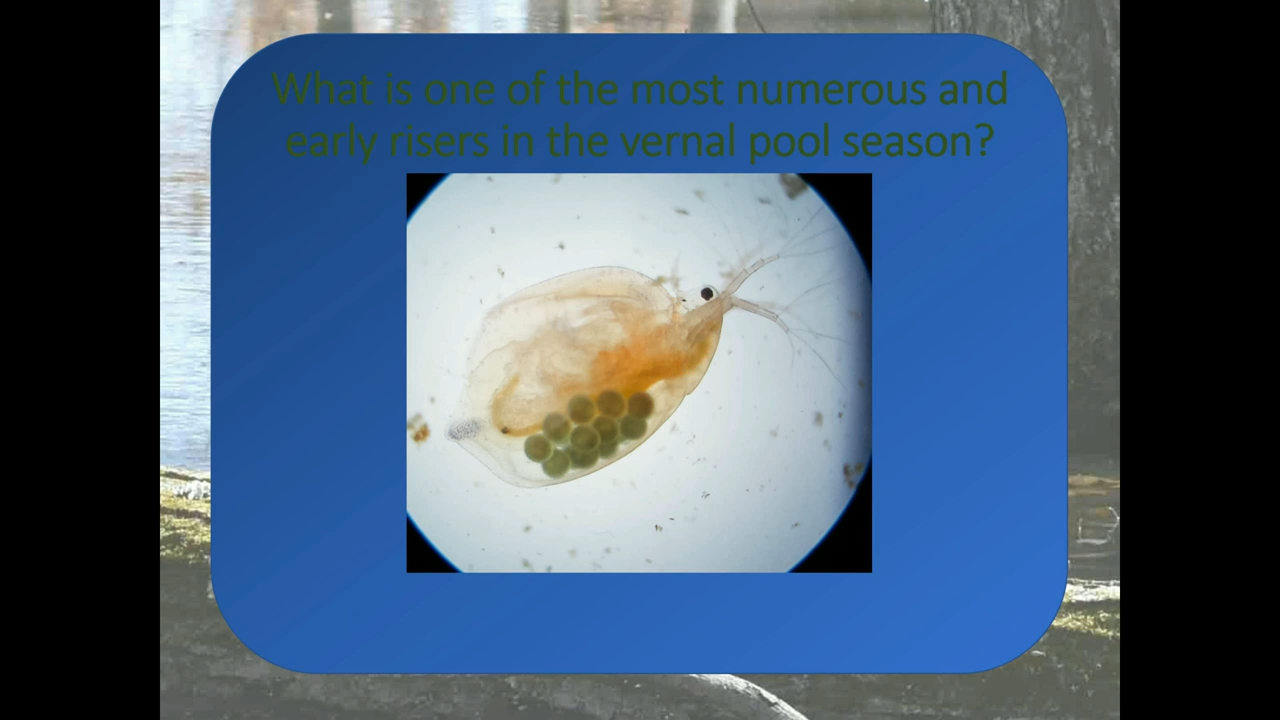 What is one of the most numerous and
early risers in the vernal pool season?